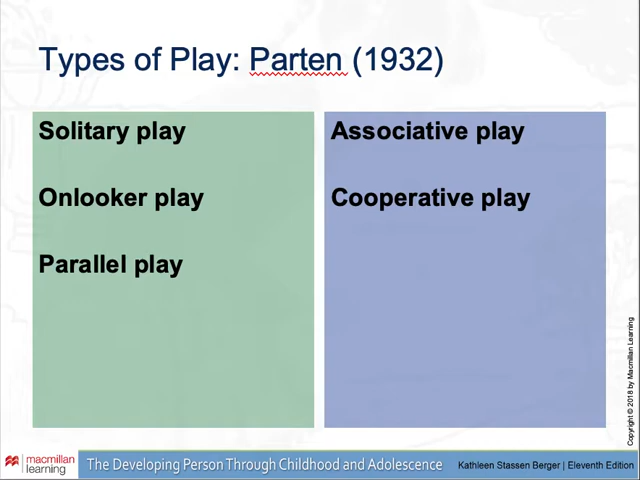 Types of Play: Parten (1932)
Solitary play
Onlooker play
Parallel play
Associative play
Cooperative play
Copyright © 2018 by Macmillan Learning
macmillan
learning
The Developing Person Through Childhood and Adolescence
Kathleen Stassen Berger | Eleventh Edition